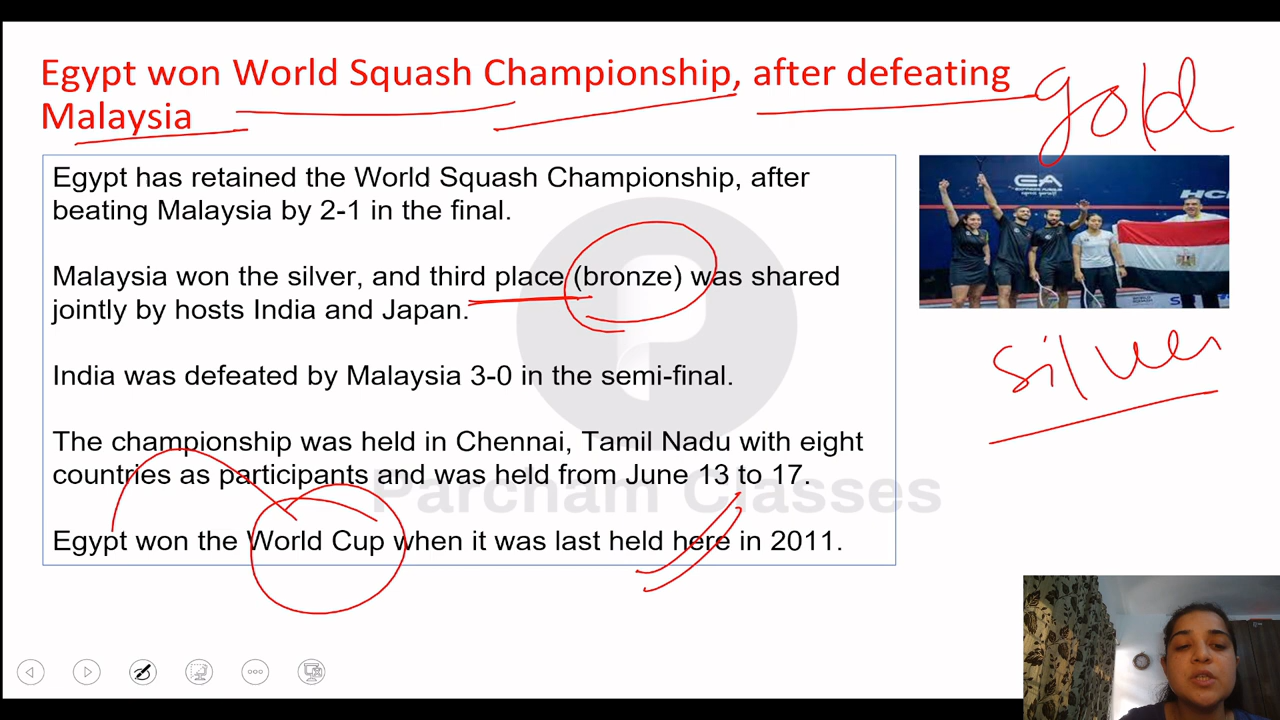 Egypt won World Squash Championship, after defeating
Malaysia
gold
Egypt has retained the World Squash Championship, after
beating Malaysia by 2-1 in the final.
Malaysia won the silver, and third place (bronze) was shared
jointly by hosts India and Japan.
silver
India was defeated by Malaysia 3-0 in the semi-final.
The championship was held in Chennai, Tamil Nadu with eight
countries as participants and was held from June 13 to 17.
Parcham Classes
Egypt won the World Cup when it was last held here in 2011.